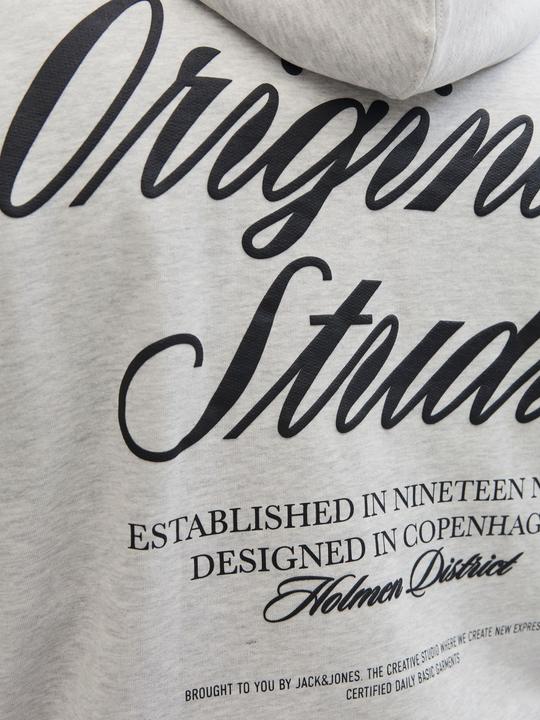 Origin
Stud
ESTABLISHED IN NINETEEN N
DESIGNED IN COPENHAG
Holmen District
BROUGHT TO YOU BY JACK&JONES. THE CREATIVE STUDIO WHERE WE CREATE NEW EXPRES
CERTIFIED DAILY BASIC GARMENTS